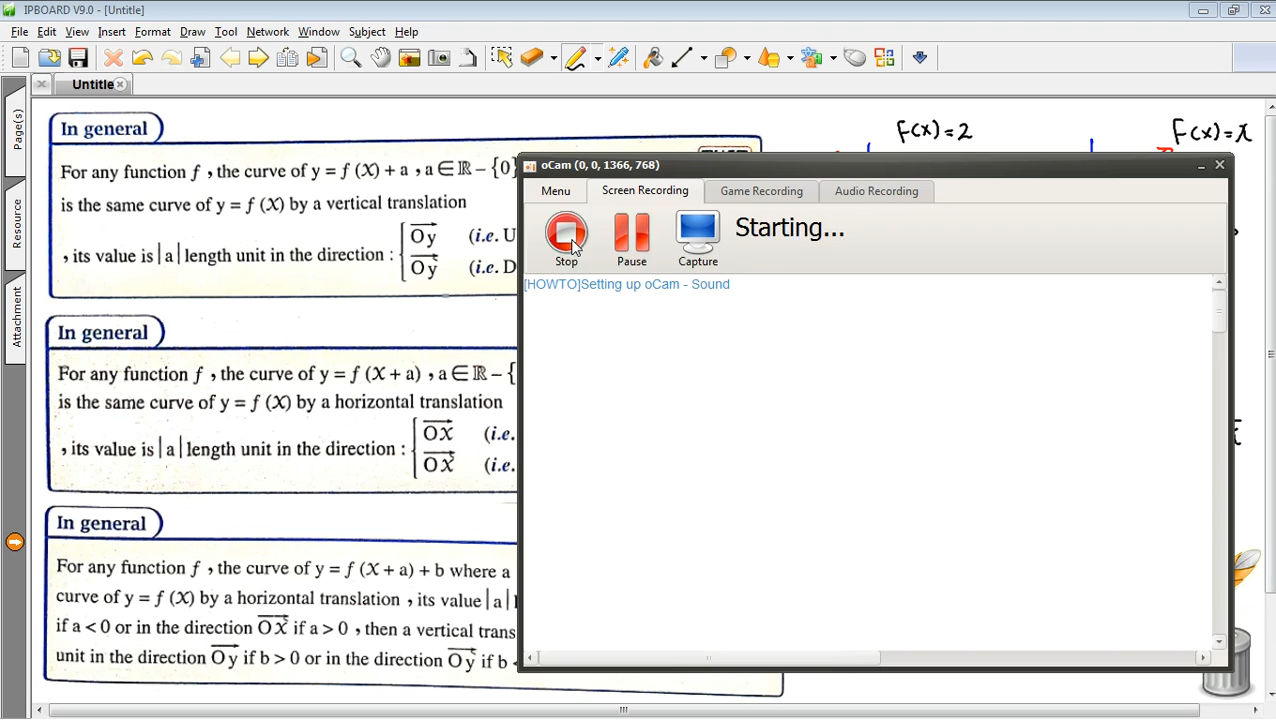 IPBOARD V9.0 - [Untitle]
File Edit View Insert Format Draw Tool Network Window Subject Help
Untitle
Page(s)
Resource
Attachment
In general
For any function f , the curve of y = f (X) + a , a ∈ ℝ – {0}
is the same curve of y = f (X) by a vertical translation
, its value is | a | length unit in the direction :
Oy (i.e. U
Oy (i.e. D
In general
For any function f , the curve of y = f (X + a) , a ∈ ℝ – {
is the same curve of y = f (X) by a horizontal translation
, its value is | a | length unit in the direction :
OX (i.e.
OX (i.e.
In general
For any function f , the curve of y = f (X + a) + b where a
curve of y = f (X) by a horizontal translation , its value | a |
if a < 0 or in the direction OX if a > 0 , then a vertical trans
unit in the direction Oy if b > 0 or in the direction Oy if b <
F(x) = 2
F(x) = x
oCam (0, 0, 1366, 768)
Menu Screen Recording Game Recording Audio Recording
Stop Pause Capture Starting...
[HOWTO]Setting up oCam - Sound